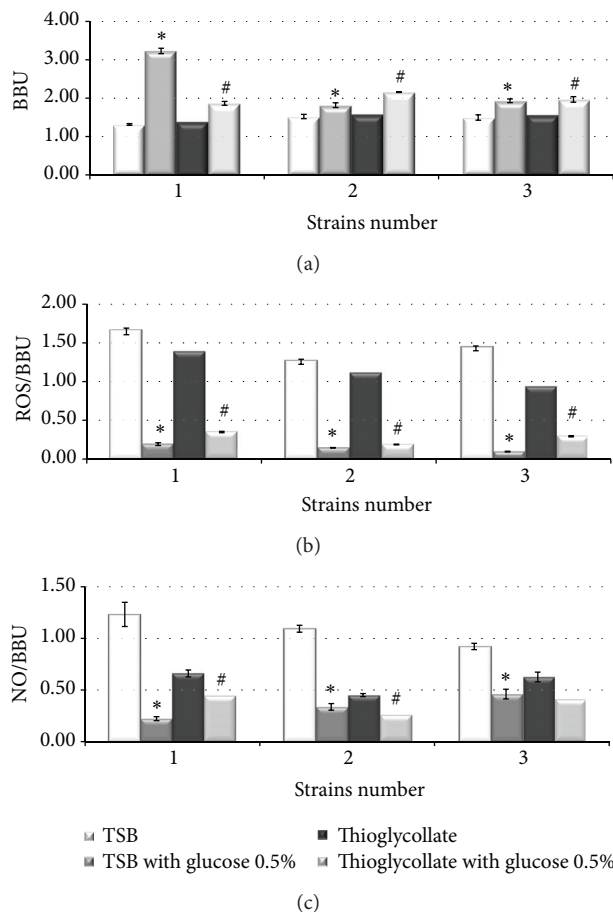 4.00
3.00
2.00
1.00
0.00
BBU
* # * # * #
1 2 3
Strains number
(a)
2.00
1.50
1.00
0.50
0.00
ROS/BBU
* # * # * #
1 2 3
Strains number
(b)
1.50
1.00
0.50
0.00
NO/BBU
* # * # *
1 2 3
Strains number
TSB Thioglycollate
TSB with glucose 0.5% Thioglycollate with glucose 0.5%
(c)